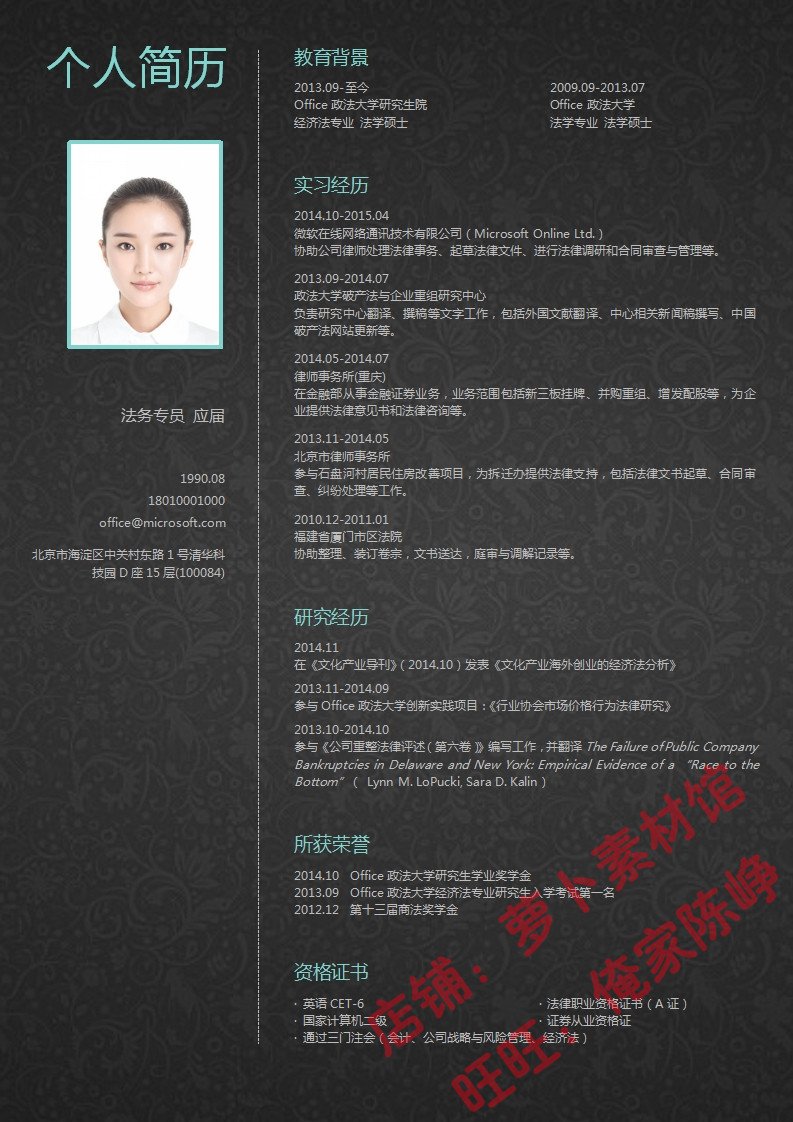 个人简历
法务专员 应届
1990.08
18010001000
office@microsoft.com
北京市海淀区中关村东路1号清华科
技园D座15层(100084)
教育背景
2013.09-至今
Office 政法大学研究生院
经济法专业 法学硕士
2009.09-2013.07
Office 政法大学
法学专业 法学硕士
实习经历
2014.10-2015.04
微软在线网络通讯技术有限公司（Microsoft Online Ltd.）
协助公司律师处理法律事务、起草法律文件、进行法律调研和合同审查与管理等。
2013.09-2014.07
政法大学破产法与企业重组研究中心
负责研究中心翻译、撰稿等文字工作，包括外国文献翻译、中心相关新闻稿撰写、中国
破产法网站更新等。
2014.05-2014.07
律师事务所(重庆)
在金融部从事金融证券业务，业务范围包括新三板挂牌、并购重组、增发配股等，为企
业提供法律意见书和法律咨询等。
2013.11-2014.05
北京市律师事务所
参与石盘河村居民住房改善项目，为拆迁办提供法律支持，包括法律文书起草、合同审
查、纠纷处理等工作。
2010.12-2011.01
福建省厦门市区法院
协助整理、装订卷宗，文书送达，庭审与调解记录等。
研究经历
2014.11
在《文化产业导刊》（2014.10）发表《文化产业海外创业的经济法分析》
2013.11-2014.09
参与 Office 政法大学创新实践项目：《行业协会市场价格行为法律研究》
2013.10-2014.10
参与《公司重整法律评述（第六卷）》编写工作，并翻译 The Failure of Public Company
Bankruptcies in Delaware and New York: Empirical Evidence of a “Race to the
Bottom”（ Lynn M. LoPucki, Sara D. Kalin）
所获荣誉
2014.10 Office 政法大学研究生学业奖学金
2013.09 Office 政法大学经济法专业研究生入学考试第一名
2012.12 第十三届商法奖学金
资格证书
· 英语 CET-6
· 法律职业资格证书（A 证）
· 国家计算机二级
· 证券从业资格证
· 通过三门注会（会计、公司战略与风险管理、经济法）
店铺：萝卜素材馆
旺旺：俺家陈峥